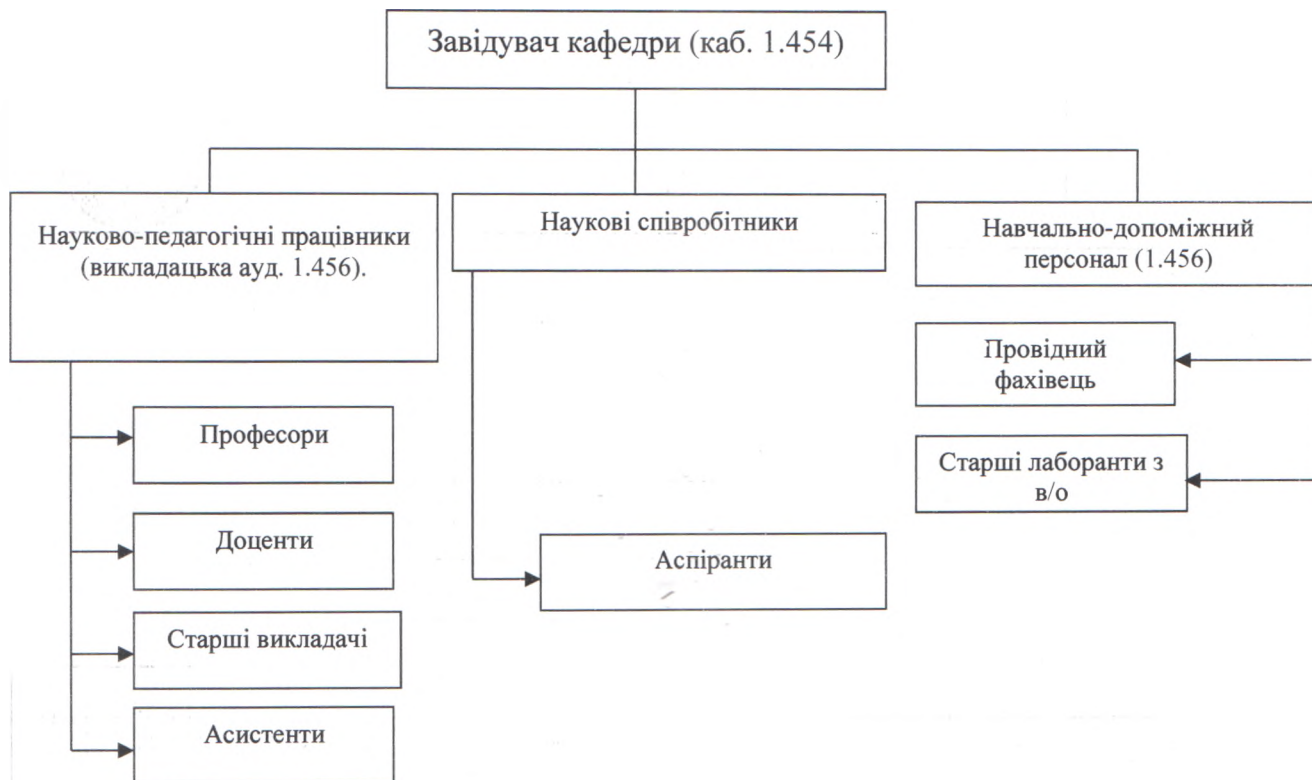 Завідувач кафедри (каб. 1.454)
Науково-педагогічні працівники
(викладацька ауд. 1.456).
Наукові співробітники
Навчально-допоміжний
персонал (1.456)
Провідний
фахівець
Професори
Старші лаборанти з
в/о
Доценти
Аспіранти
Старші викладачі
Асистенти